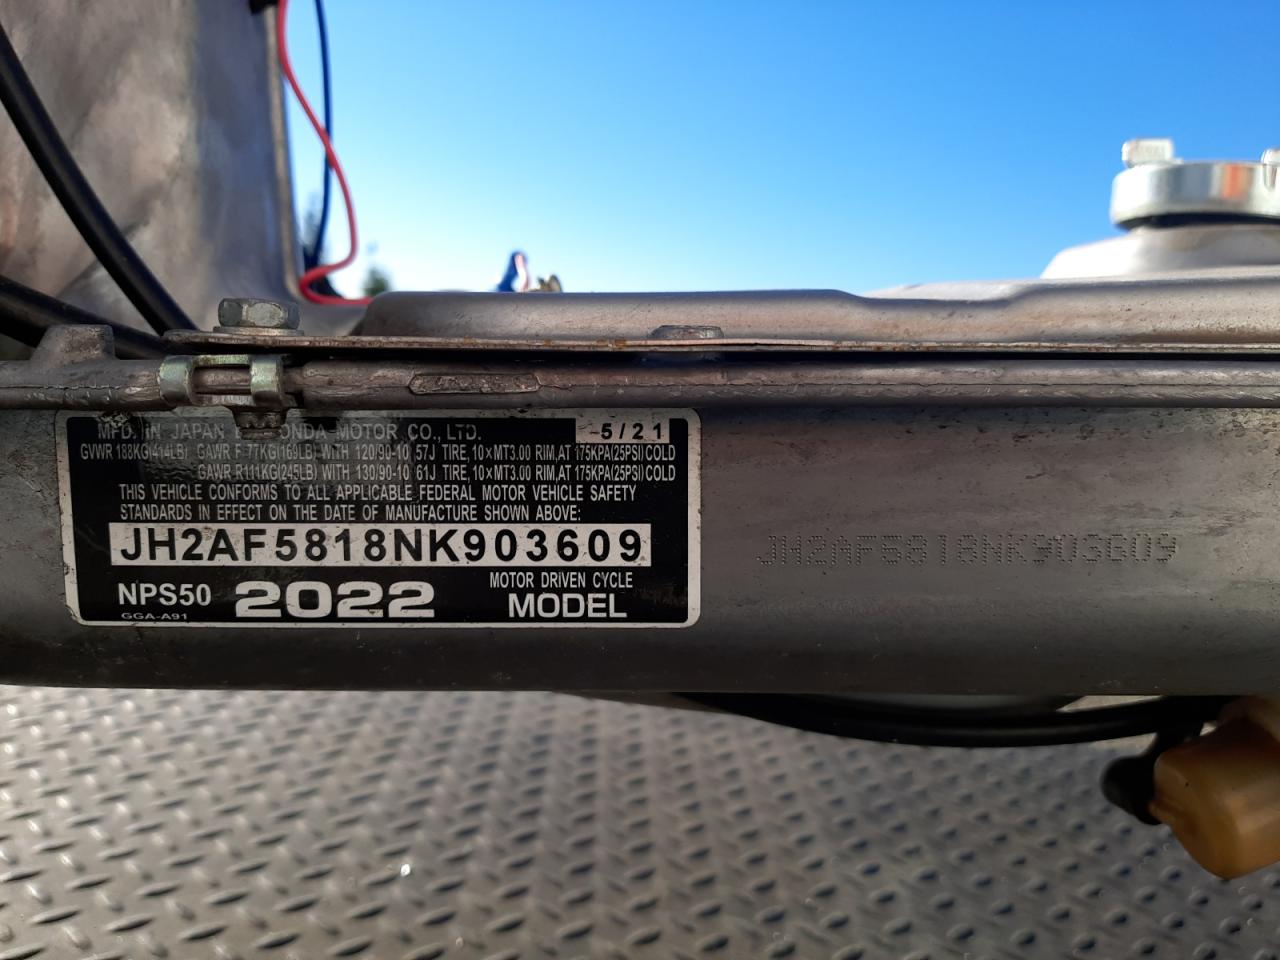 MFD. IN JAPAN ONDA MOTOR CO., LTD. 5/21
GVWR 188KG(414LB) GAWR F 77KG(169LB) WITH 120/90-10 57J TIRE, 10×MT3.00 RIM, AT 175KPA(25PSI) COLD
GAWR R111KG(245LB) WITH 130/90-10 61J TIRE, 10×MT3.00 RIM, AT 175KPA(25PSI) COLD
THIS VEHICLE CONFORMS TO ALL APPLICABLE FEDERAL MOTOR VEHICLE SAFETY
STANDARDS IN EFFECT ON THE DATE OF MANUFACTURE SHOWN ABOVE:
JH2AF5818NK903609
NPS50 2022 MOTOR DRIVEN CYCLE
MODEL
GGA-A91
JH2AF5818NK903609